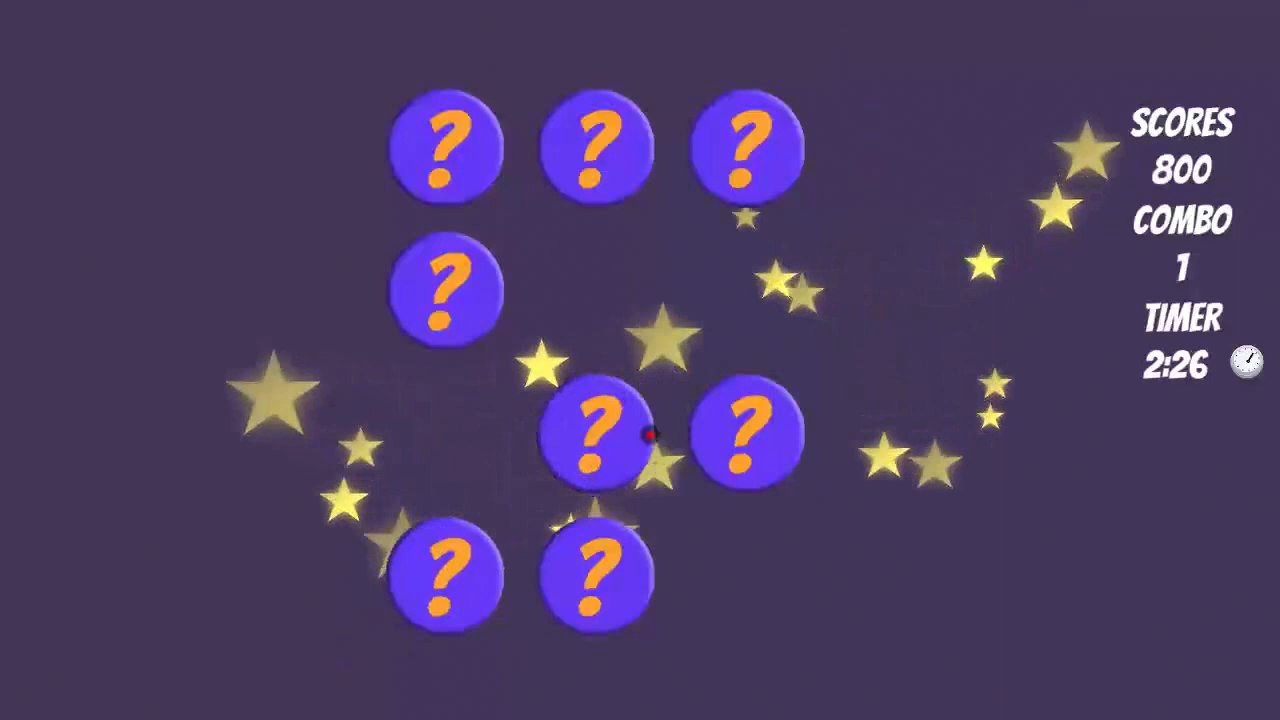 ? ? ?
?
? ?
? ?
SCORES
800
COMBO
1
TIMER
2:26